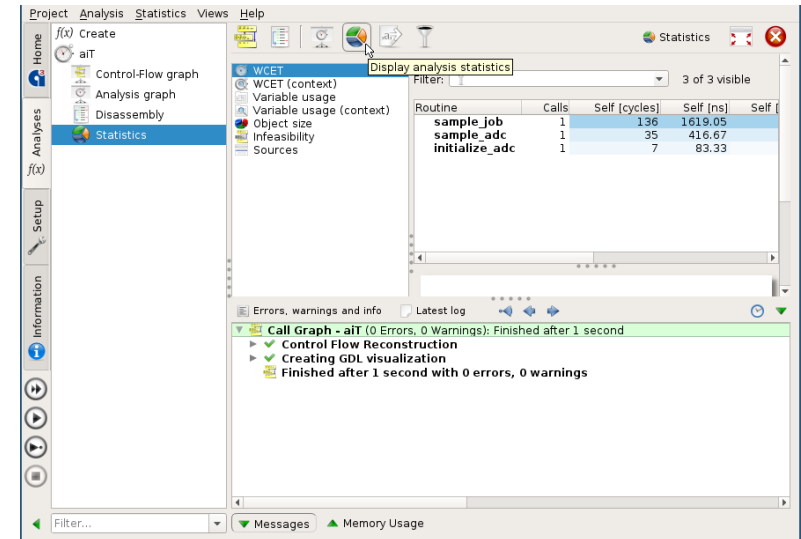 Project Analysis Statistics Views Help
Home
Analyses
f(x)
Setup
Information
f(x) Create
aiT
Control-Flow graph
Analysis graph
Disassembly
Statistics
Filter...
Statistics
Display analysis statistics
WCET
WCET (context)
Variable usage
Variable usage (context)
Object size
Infeasibility
Sources
Filter: 3 of 3 visible
Routine Calls Self [cycles] Self [ns] Self [
sample_job 1 136 1619.05
sample_adc 1 35 416.67
initialize_adc 1 7 83.33
Errors, warnings and info Latest log
Call Graph - aiT (0 Errors, 0 Warnings): Finished after 1 second
Control Flow Reconstruction
Creating GDL visualization
Finished after 1 second with 0 errors, 0 warnings
Messages Memory Usage